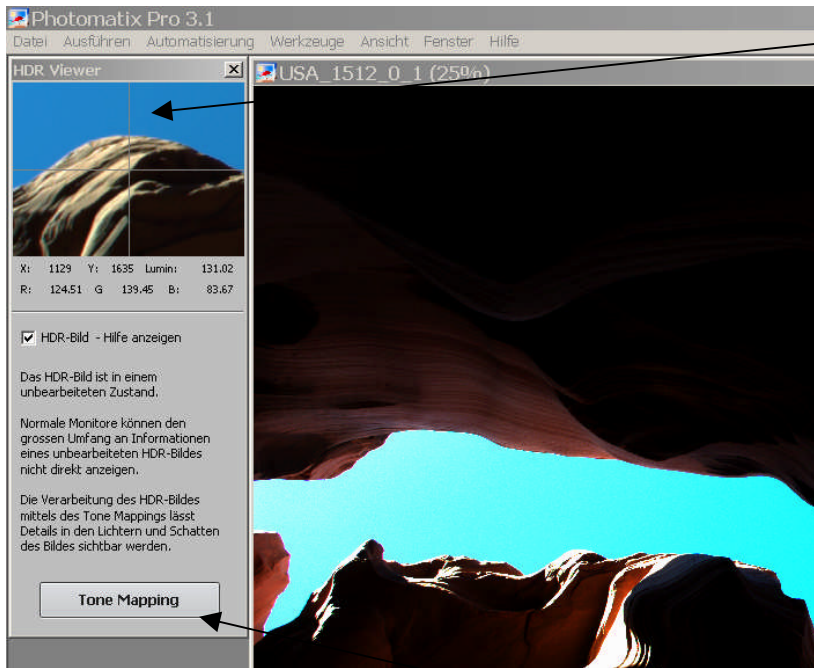 Photomatix Pro 3.1
Datei Ausführen Automatisierung Werkzeuge Ansicht Fenster Hilfe
HDR Viewer
USA_1512_0_1 (25%)
X: 1129 Y: 1635 Lumin: 131.02
R: 124.51 G 139.45 B: 83.67
HDR-Bild - Hilfe anzeigen
Das HDR-Bild ist in einem
unbearbeiteten Zustand.
Normale Monitore können den
grossen Umfang an Informationen
eines unbearbeiteten HDR-Bildes
nicht direkt anzeigen.
Die Verarbeitung des HDR-Bildes
mittels des Tone Mappings lässt
Details in den Lichtern und Schatten
des Bildes sichtbar werden.
Tone Mapping